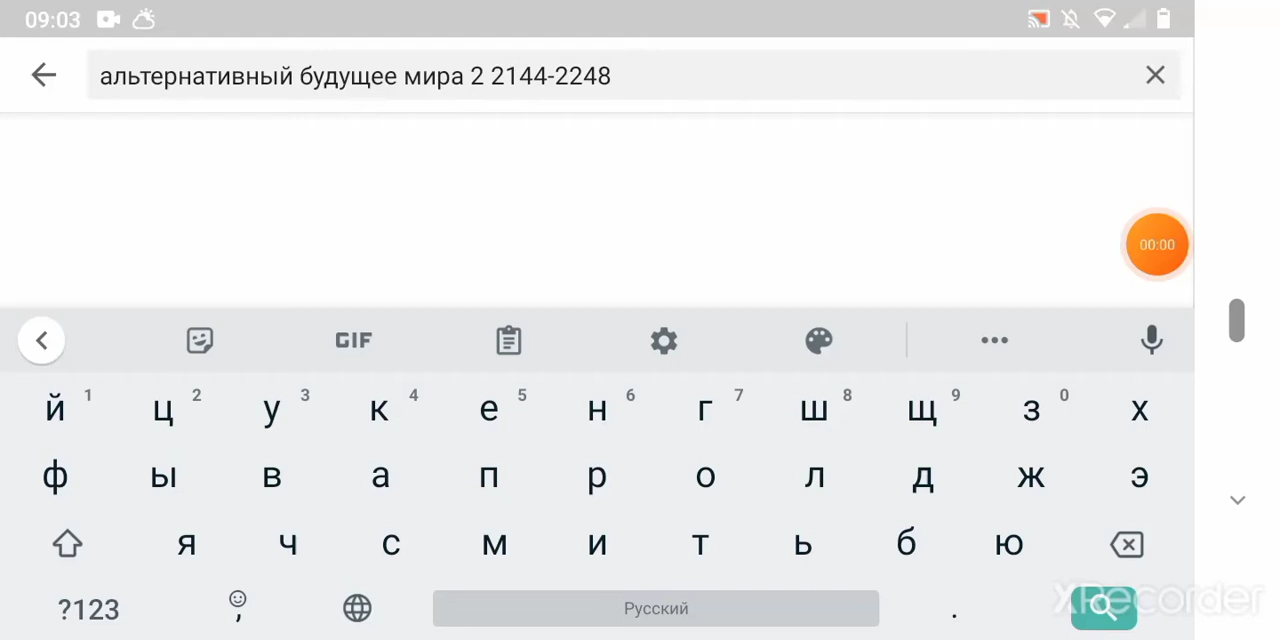 09:03
альтернативный будущее мира 2 2144-2248
00:00
GIF
й 1 ц 2 у 3 к 4 е 5 н 6 г 7 ш 8 щ 9 з 0 х
ф ы в а п р о л д ж э
я ч с м и т ь б ю
?123 , Русский .
XRecorder